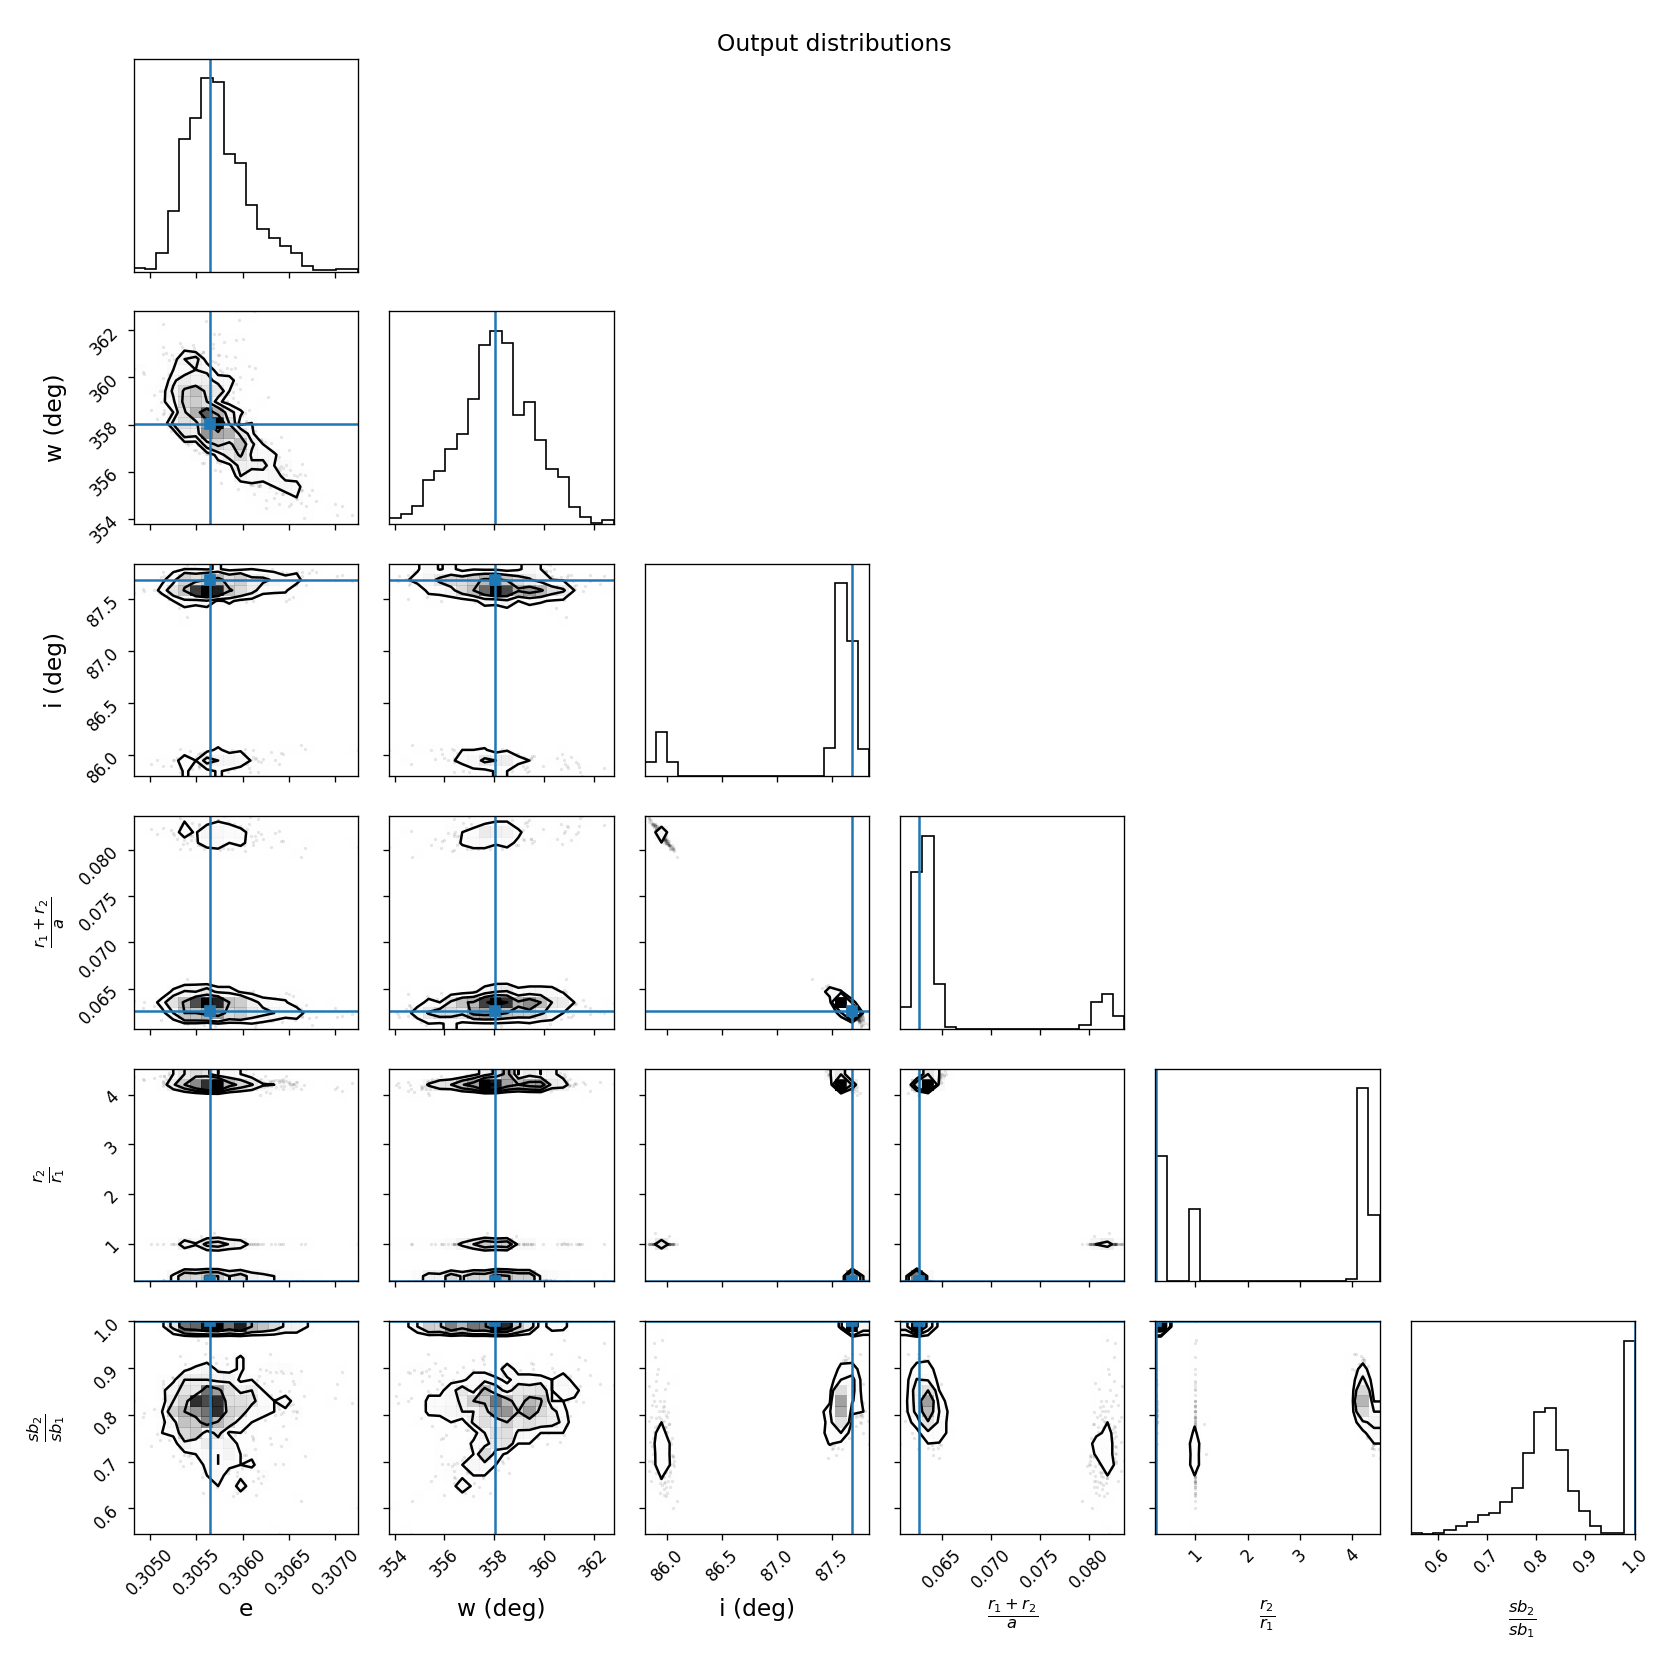 Output distributions
w (deg)
362
360
358
356
354
i (deg)
87.5
87.0
86.5
86.0
r₁ + r₂
a
0.080
0.075
0.070
0.065
r₂
r₁
4
3
2
1
sb₂
sb₁
1.0
0.9
0.8
0.7
0.6
0.3050 0.3055 0.3060 0.3065 0.3070 354 356 358 360 362 86.0 86.5 87.0 87.5 0.065 0.070 0.075 0.080 1 2 3 4 0.6 0.7 0.8 0.9 1.0
e w (deg) i (deg) r₁ + r₂ r₂ sb₂
a r₁ sb₁